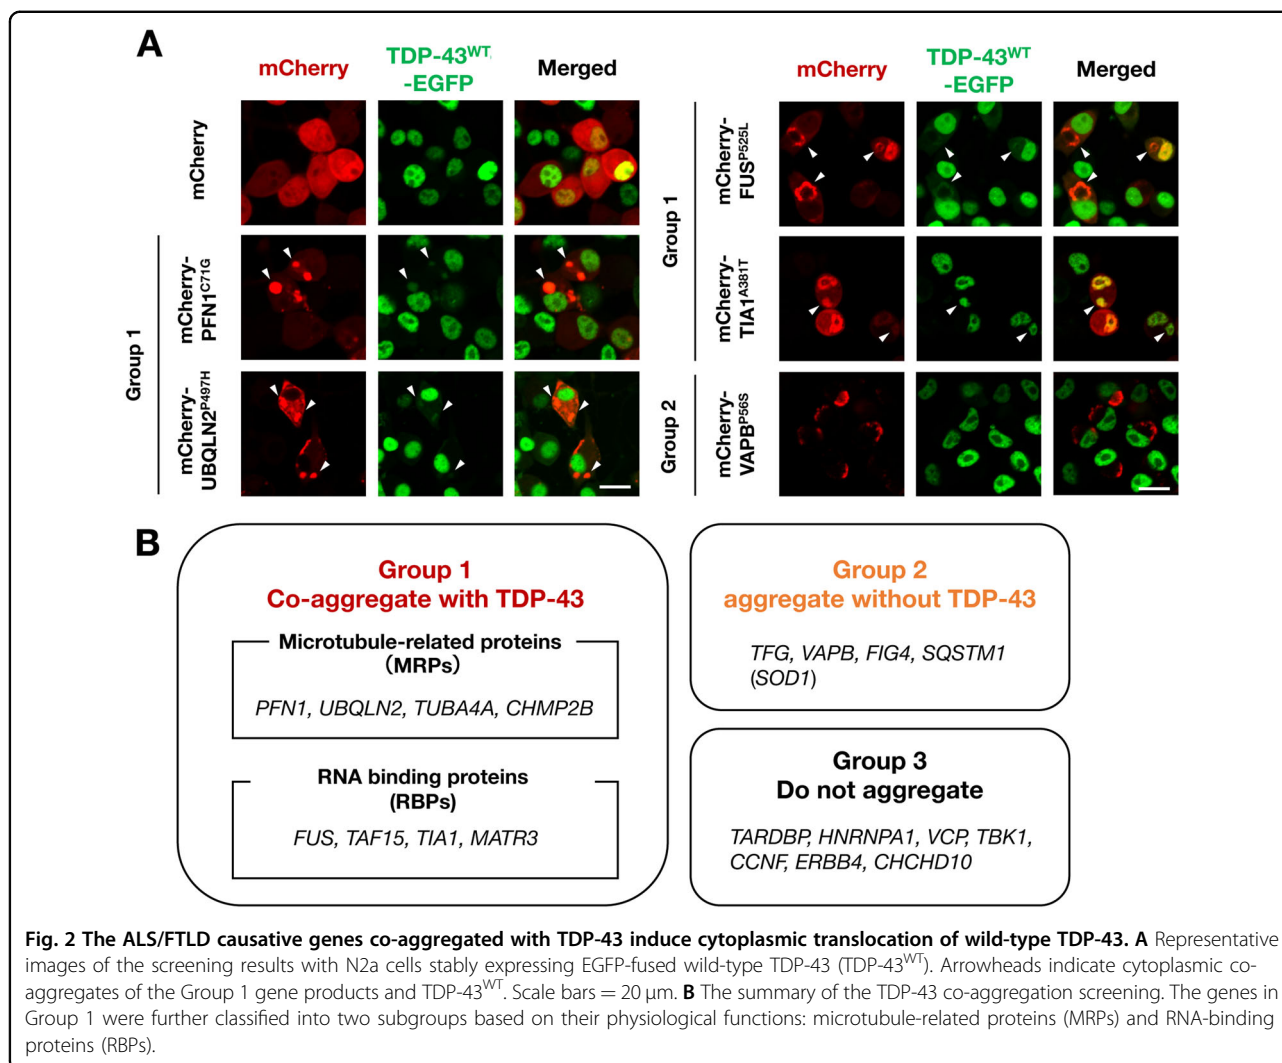 A
mCherry
TDP-43WT
-EGFP
Merged
mCherry
Group 1
mCherry-
PFN1C71G
mCherry-
UBQLN2P497H
mCherry
TDP-43WT
-EGFP
Merged
Group 1
mCherry-
FUSP525L
mCherry-
TIA1A381T
Group 2
mCherry-
VAPBP56S
B
Group 1
Co-aggregate with TDP-43
Microtubule-related proteins
(MRPs)
PFN1, UBQLN2, TUBA4A, CHMP2B
RNA binding proteins
(RBPs)
FUS, TAF15, TIA1, MATR3
Group 2
aggregate without TDP-43
TFG, VAPB, FIG4, SQSTM1
(SOD1)
Group 3
Do not aggregate
TARDBP, HNRNPA1, VCP, TBK1,
CCNF, ERBB4, CHCHD10
Fig. 2 The ALS/FTLD causative genes co-aggregated with TDP-43 induce cytoplasmic translocation of wild-type TDP-43. A Representative
images of the screening results with N2a cells stably expressing EGFP-fused wild-type TDP-43 (TDP-43WT). Arrowheads indicate cytoplasmic co-
aggregates of the Group 1 gene products and TDP-43WT. Scale bars = 20 μm. B The summary of the TDP-43 co-aggregation screening. The genes in
Group 1 were further classified into two subgroups based on their physiological functions: microtubule-related proteins (MRPs) and RNA-binding
proteins (RBPs).